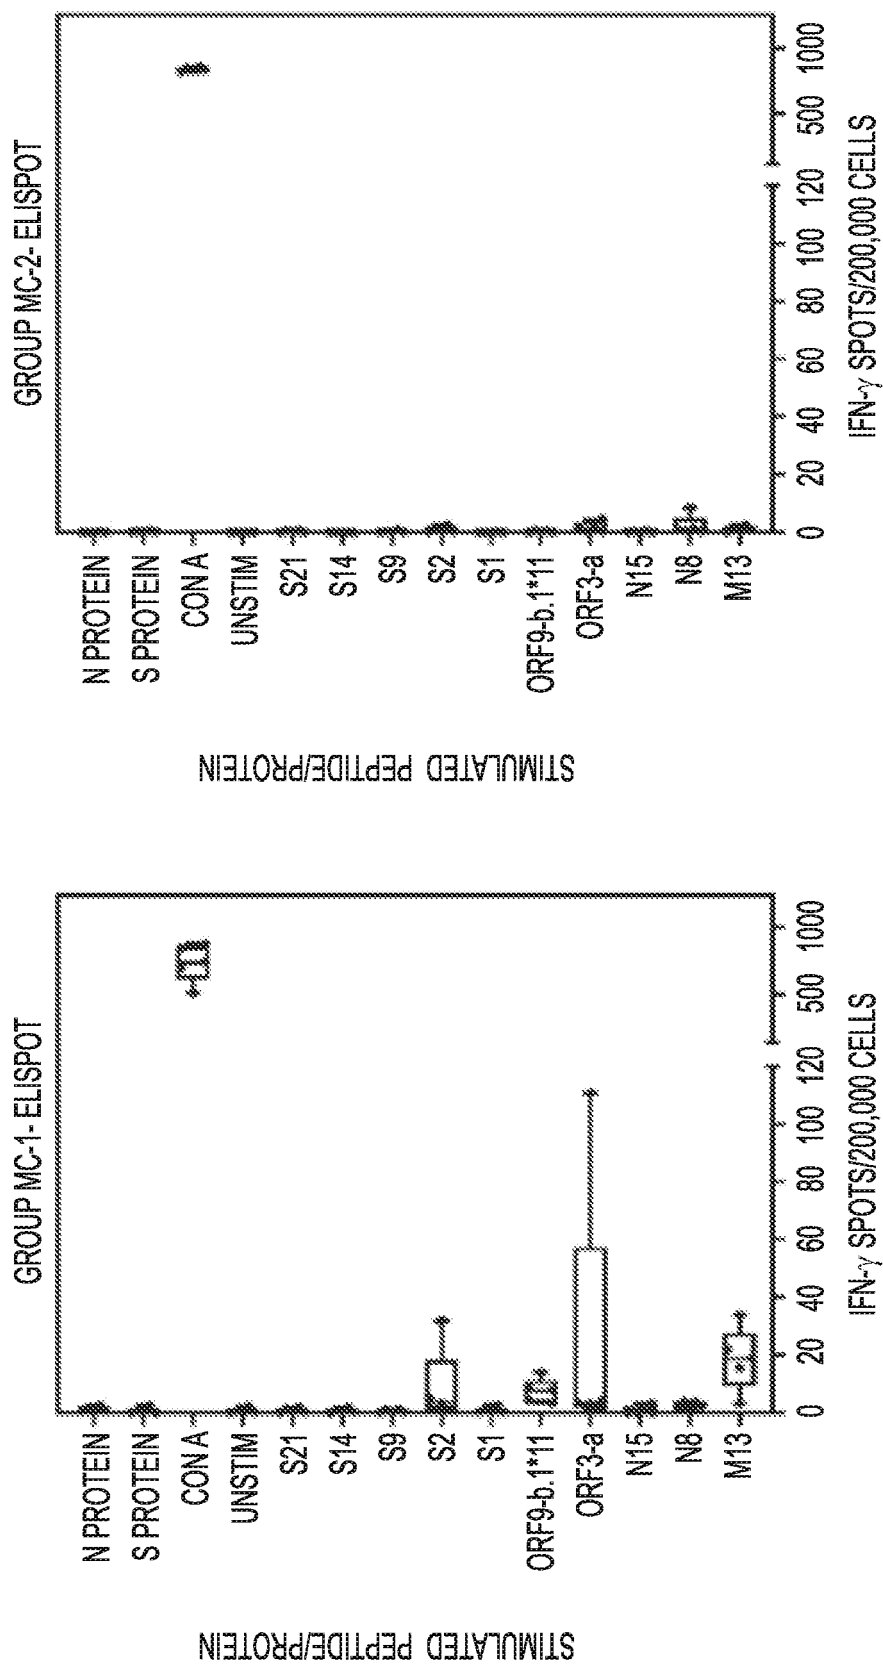 GROUP MC-1- ELISPOT
STIMULATED PEPTIDE/PROTEIN
N PROTEIN
S PROTEIN
CON A
UNSTIM
S21
S14
S9
S2
S1
ORF9-b.1*11
ORF3-a
N15
N8
M13
0 20 40 60 80 100 120 500 1000
IFN-γ SPOTS/200,000 CELLS
GROUP MC-2- ELISPOT
STIMULATED PEPTIDE/PROTEIN
N PROTEIN
S PROTEIN
CON A
UNSTIM
S21
S14
S9
S2
S1
ORF9-b.1*11
ORF3-a
N15
N8
M13
0 20 40 60 80 100 120 500 1000
IFN-γ SPOTS/200,000 CELLS